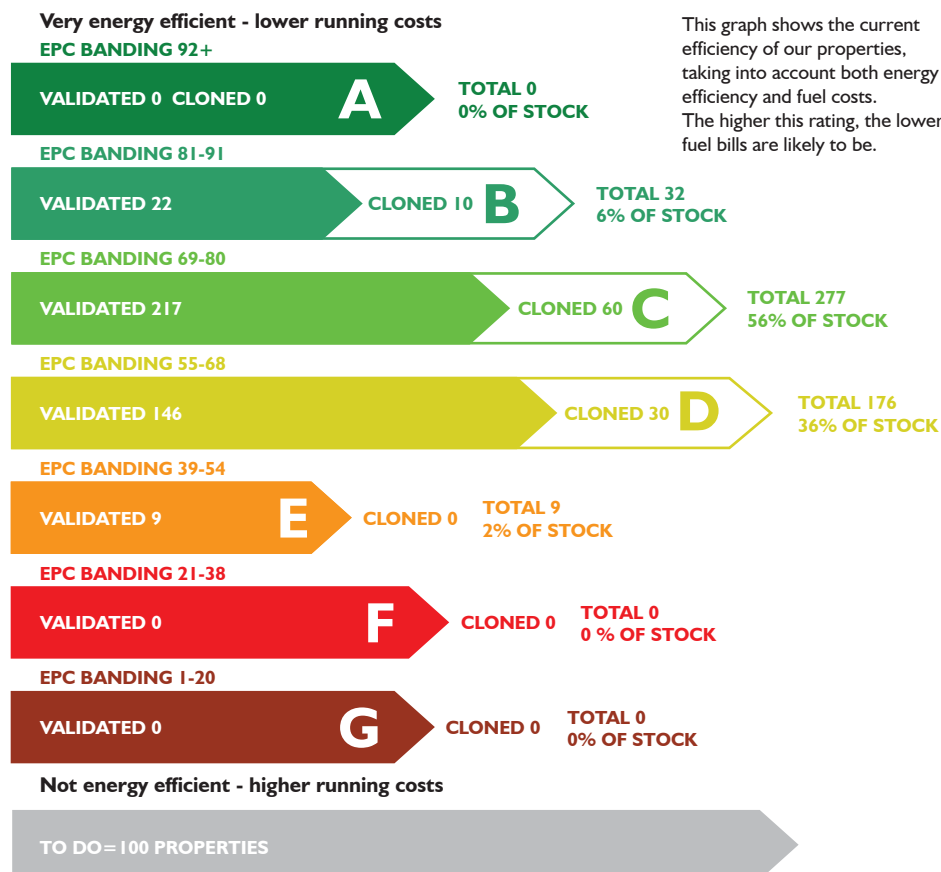 Very energy efficient - lower running costs
This graph shows the current
efficiency of our properties,
taking into account both energy
efficiency and fuel costs.
The higher this rating, the lower
fuel bills are likely to be.
EPC BANDING 92+
VALIDATED 0 CLONED 0 A
TOTAL 0
0% OF STOCK
EPC BANDING 81-91
VALIDATED 22 CLONED 10 B
TOTAL 32
6% OF STOCK
EPC BANDING 69-80
VALIDATED 217 CLONED 60 C
TOTAL 277
56% OF STOCK
EPC BANDING 55-68
VALIDATED 146 CLONED 30 D
TOTAL 176
36% OF STOCK
EPC BANDING 39-54
VALIDATED 9 E CLONED 0
TOTAL 9
2% OF STOCK
EPC BANDING 21-38
VALIDATED 0 F CLONED 0
TOTAL 0
0 % OF STOCK
EPC BANDING 1-20
VALIDATED 0 G CLONED 0
TOTAL 0
0% OF STOCK
Not energy efficient - higher running costs
TO DO=100 PROPERTIES